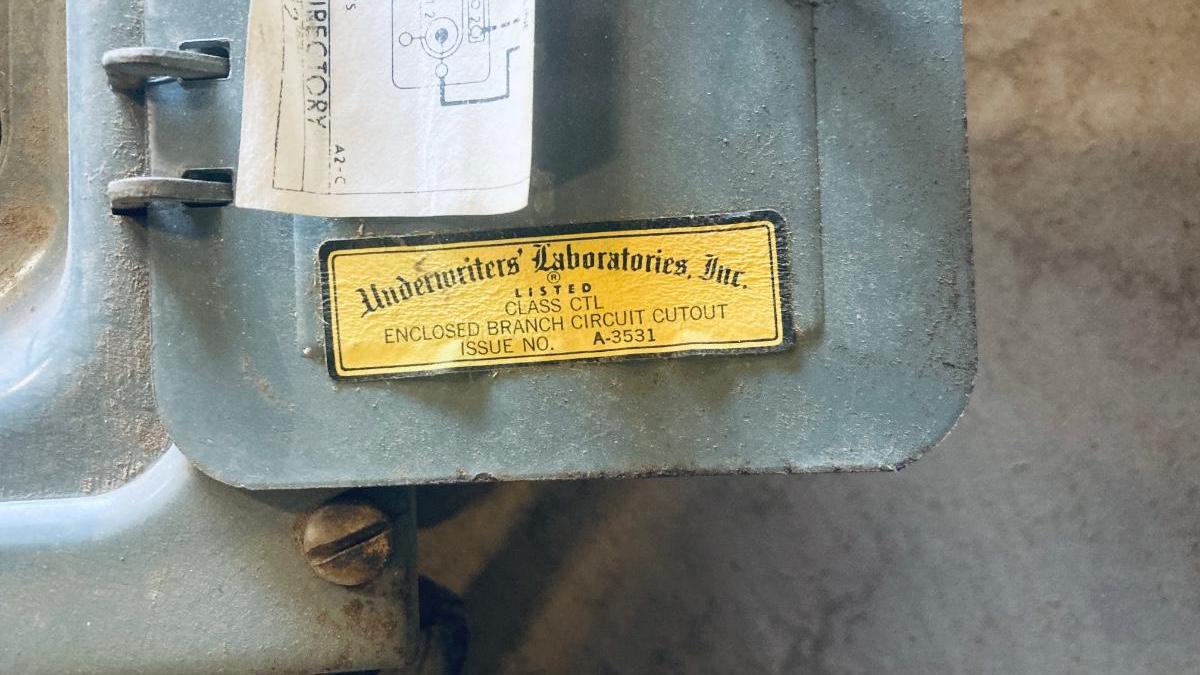 DIRECTORY
A2-C
Underwriters' Laboratories, Inc.
®
LISTED
CLASS CTL
ENCLOSED BRANCH CIRCUIT CUTOUT
ISSUE NO. A-3531